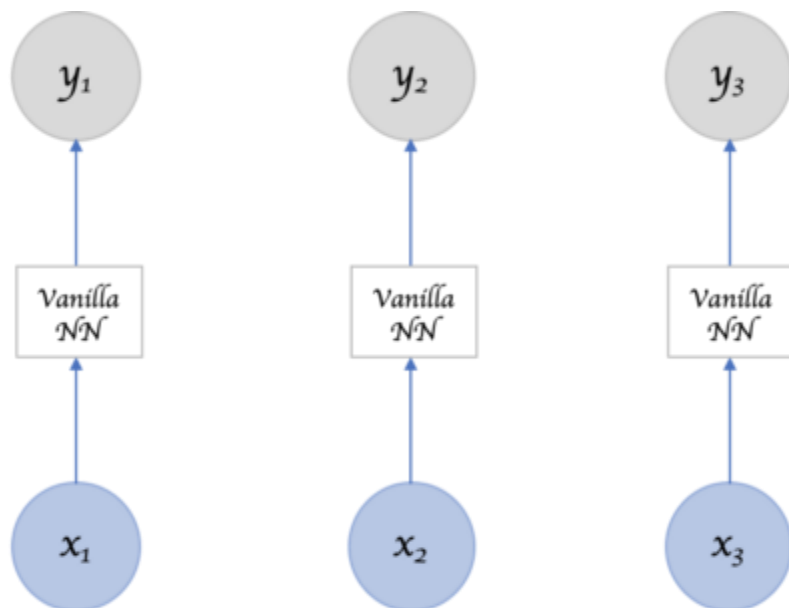 y₁ y₂ y₃
Vanilla Vanilla Vanilla
NN NN NN
x₁ x₂ x₃